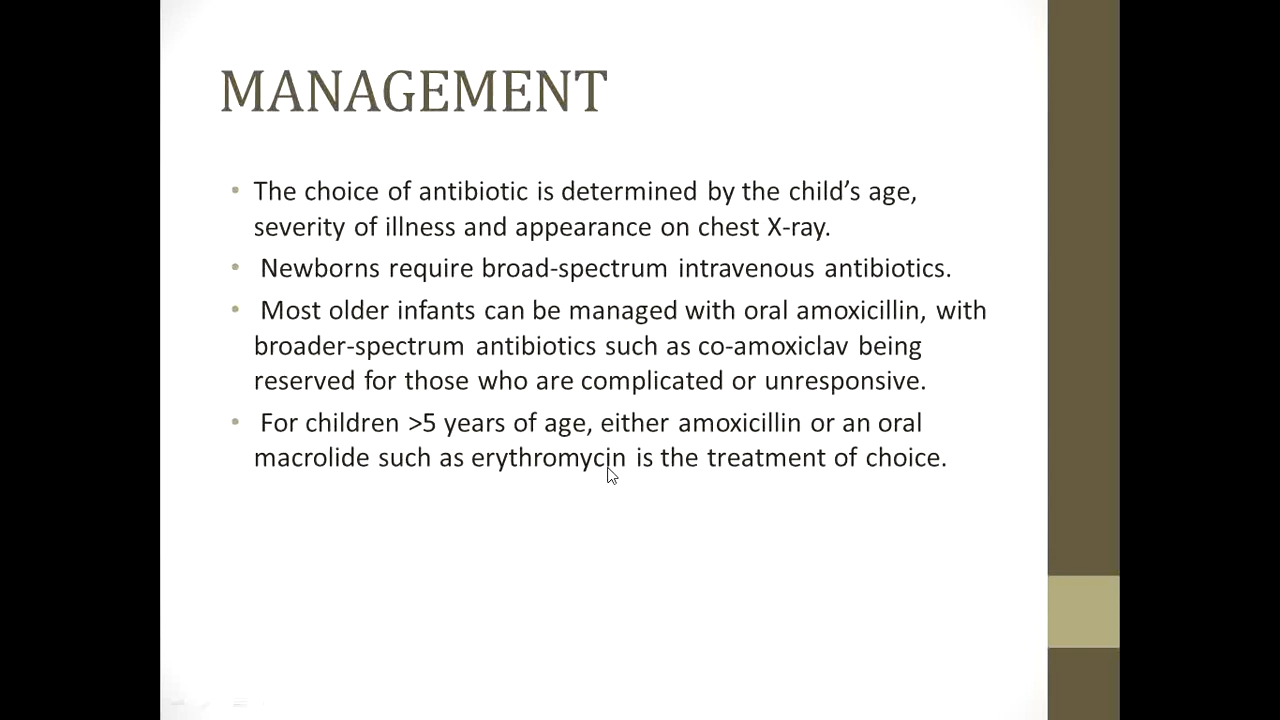 MANAGEMENT
• The choice of antibiotic is determined by the child’s age,
severity of illness and appearance on chest X-ray.
• Newborns require broad-spectrum intravenous antibiotics.
• Most older infants can be managed with oral amoxicillin, with
broader-spectrum antibiotics such as co-amoxiclav being
reserved for those who are complicated or unresponsive.
• For children >5 years of age, either amoxicillin or an oral
macrolide such as erythromycin is the treatment of choice.